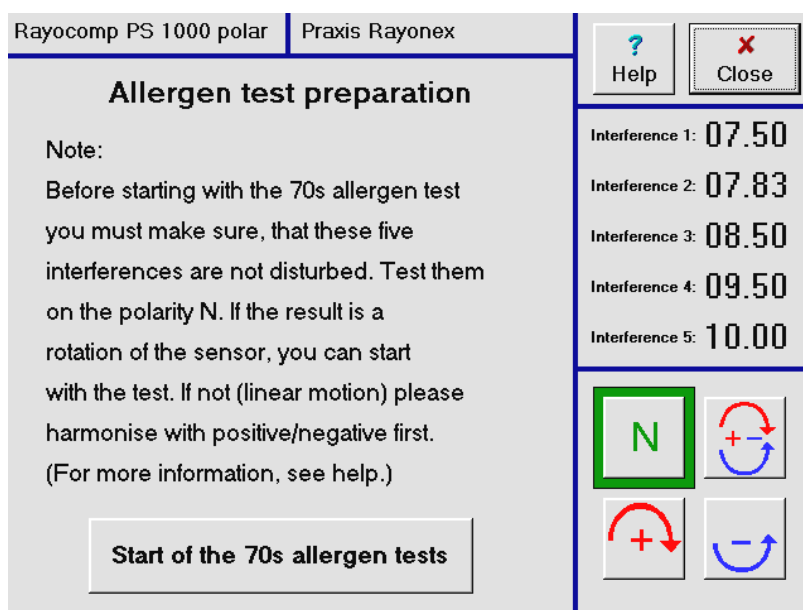 Rayocomp PS 1000 polar
Praxis Rayonex
?
Help
Close
Allergen test preparation
Note:
Before starting with the 70s allergen test
you must make sure, that these five
interferences are not disturbed. Test them
on the polarity N. If the result is a
rotation of the sensor, you can start
with the test. If not (linear motion) please
harmonise with positive/negative first.
(For more information, see help.)
Start of the 70s allergen tests
Interference 1: 07.50
Interference 2: 07.83
Interference 3: 08.50
Interference 4: 09.50
Interference 5: 10.00
N
+ -
+
-